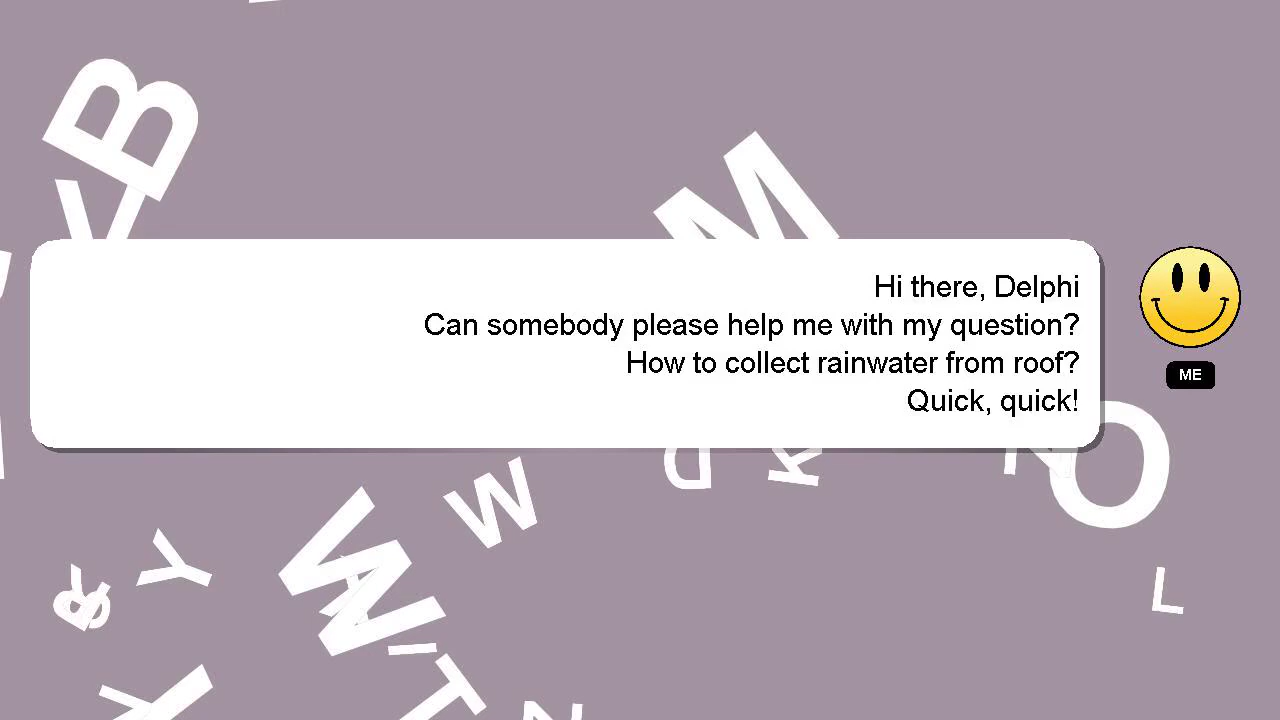 Hi there, Delphi
Can somebody please help me with my question?
How to collect rainwater from roof?
Quick, quick!
ME
B
M
O
W
D
K
N
Y
R
W
L
I
T
Y
N